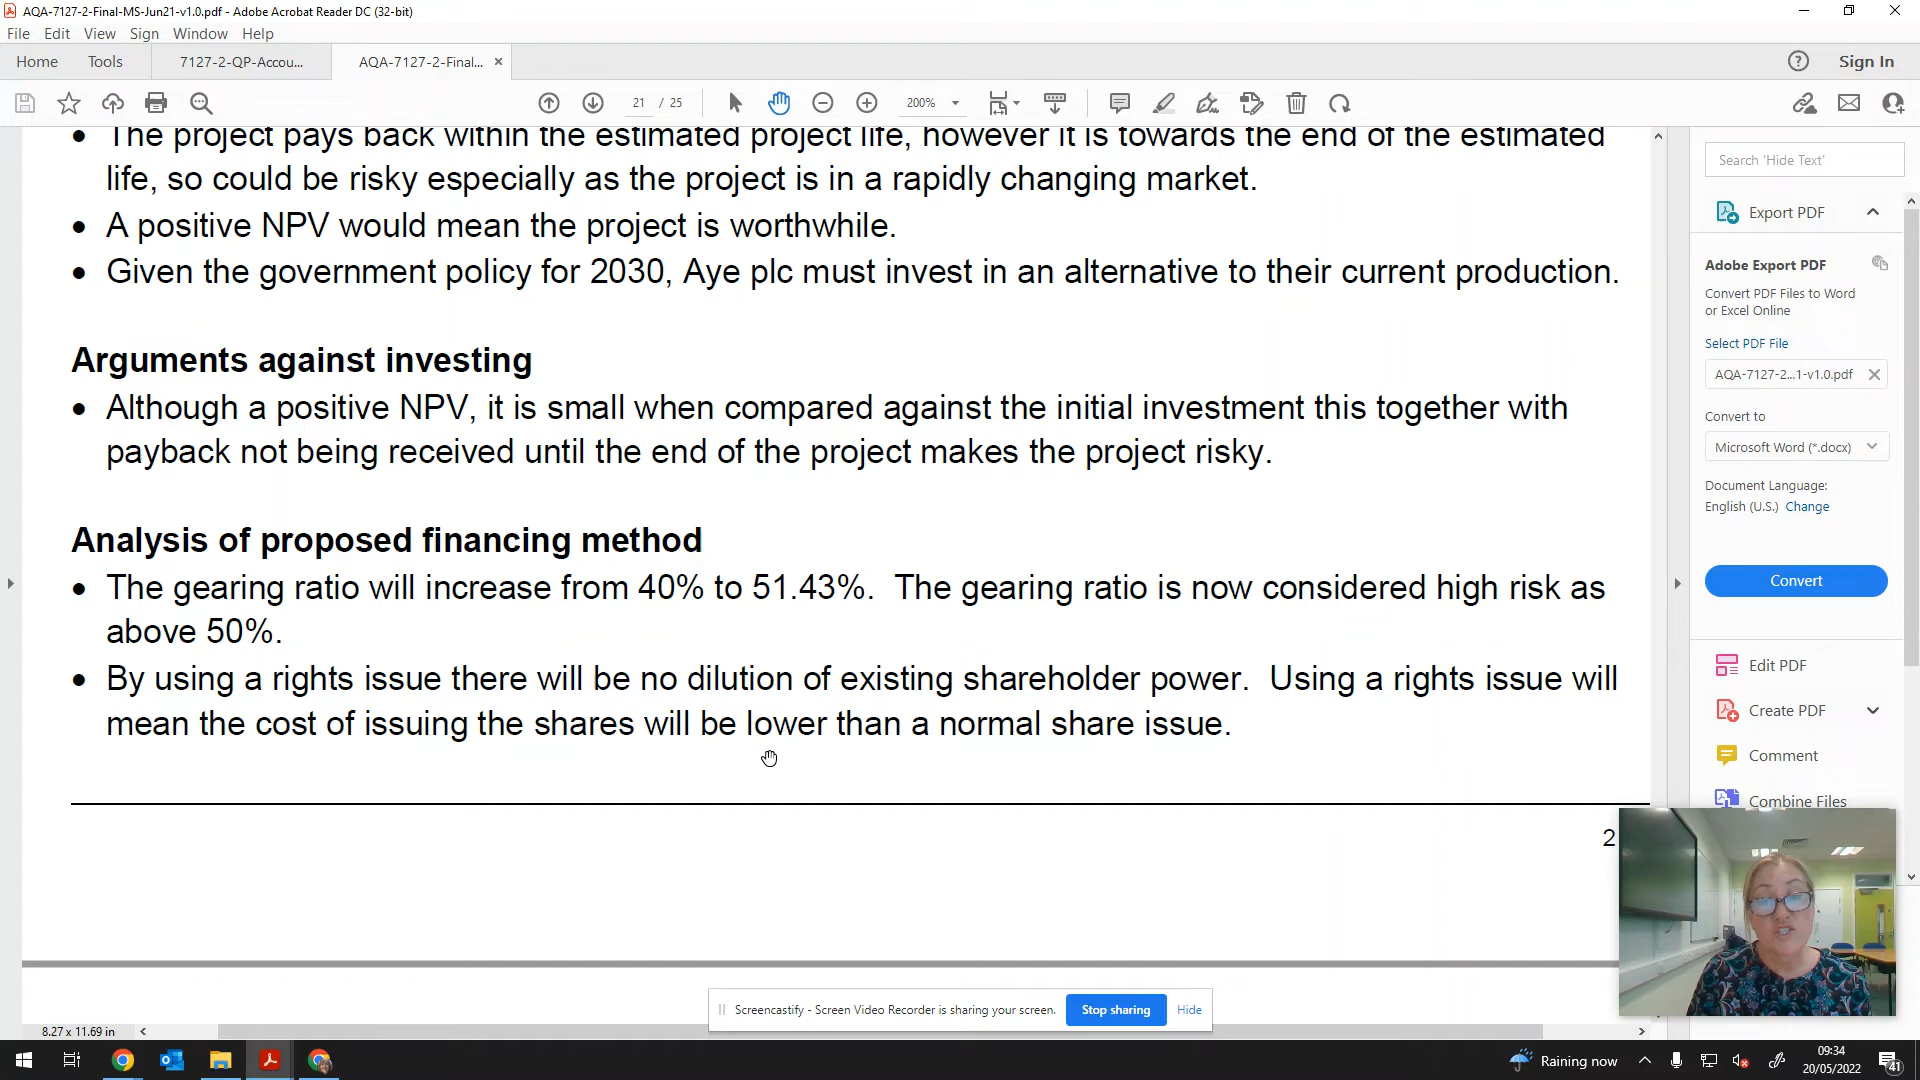 AQA-7127-2-Final-MS-Jun21-v1.0.pdf - Adobe Acrobat Reader DC (32-bit)
File Edit View Sign Window Help
Home Tools 7127-2-QP-Accou... AQA-7127-2-Final... × Sign In
21 / 25 200%
• The project pays back within the estimated project life, however it is towards the end of the estimated
life, so could be risky especially as the project is in a rapidly changing market.
• A positive NPV would mean the project is worthwhile.
• Given the government policy for 2030, Aye plc must invest in an alternative to their current production.
Arguments against investing
• Although a positive NPV, it is small when compared against the initial investment this together with
payback not being received until the end of the project makes the project risky.
Analysis of proposed financing method
• The gearing ratio will increase from 40% to 51.43%. The gearing ratio is now considered high risk as
above 50%.
• By using a rights issue there will be no dilution of existing shareholder power. Using a rights issue will
mean the cost of issuing the shares will be lower than a normal share issue.
2
8.27 x 11.69 in
Search 'Hide Text'
Export PDF
Adobe Export PDF
Convert PDF Files to Word
or Excel Online
Select PDF File
AQA-7127-2...1-v1.0.pdf
Convert to
Microsoft Word (*.docx)
Document Language:
English (U.S.) Change
Convert
Edit PDF
Create PDF
Comment
Combine Files
Screencastify - Screen Video Recorder is sharing your screen. Stop sharing Hide
Raining now
09:34
20/05/2022
41